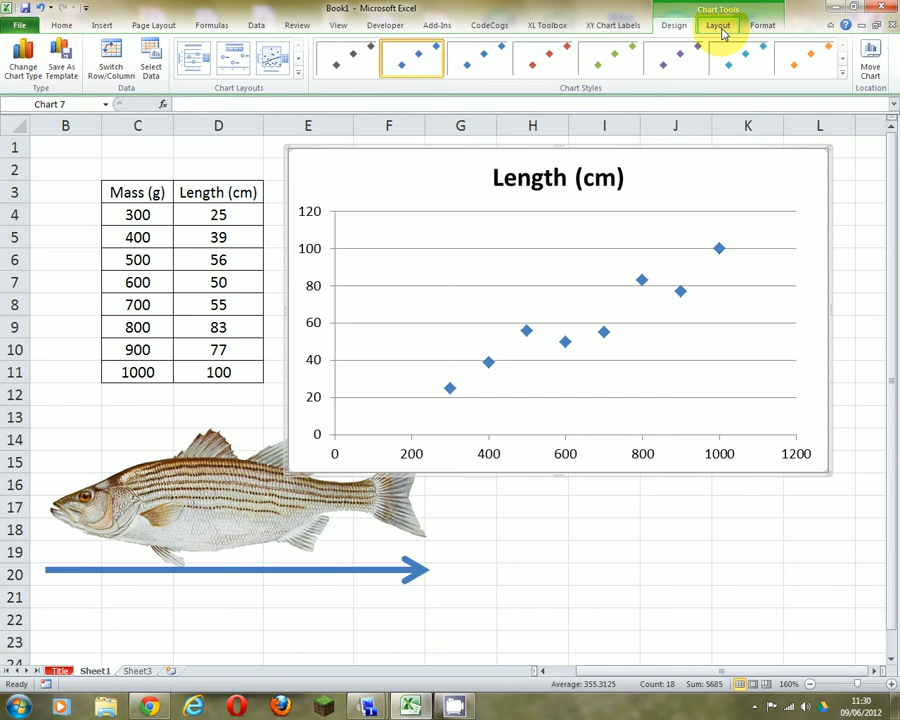 Book1 - Microsoft Excel
Chart Tools
File Home Insert Page Layout Formulas Data Review View Developer Add-Ins CodeCogs XL Toolbox XY Chart Labels Design Layout Format
Change Chart Type
Save As Template
Switch Row/Column
Select Data
Move Chart
Type Data Chart Layouts Chart Styles Location
Chart 7 fx
B C D E F G H I J K L
1
2
3 Mass (g) Length (cm)
4 300 25
5 400 39
6 500 56
7 600 50
8 700 55
9 800 83
10 900 77
11 1000 100
12
13
14
15
16
17
18
19
20
21
22
23
24
Length (cm)
120
100
80
60
40
20
0
0 200 400 600 800 1000 1200
Title Sheet1 Sheet3
Ready Average: 355.3125 Count: 18 Sum: 5685 160%
11:30
09/06/2012